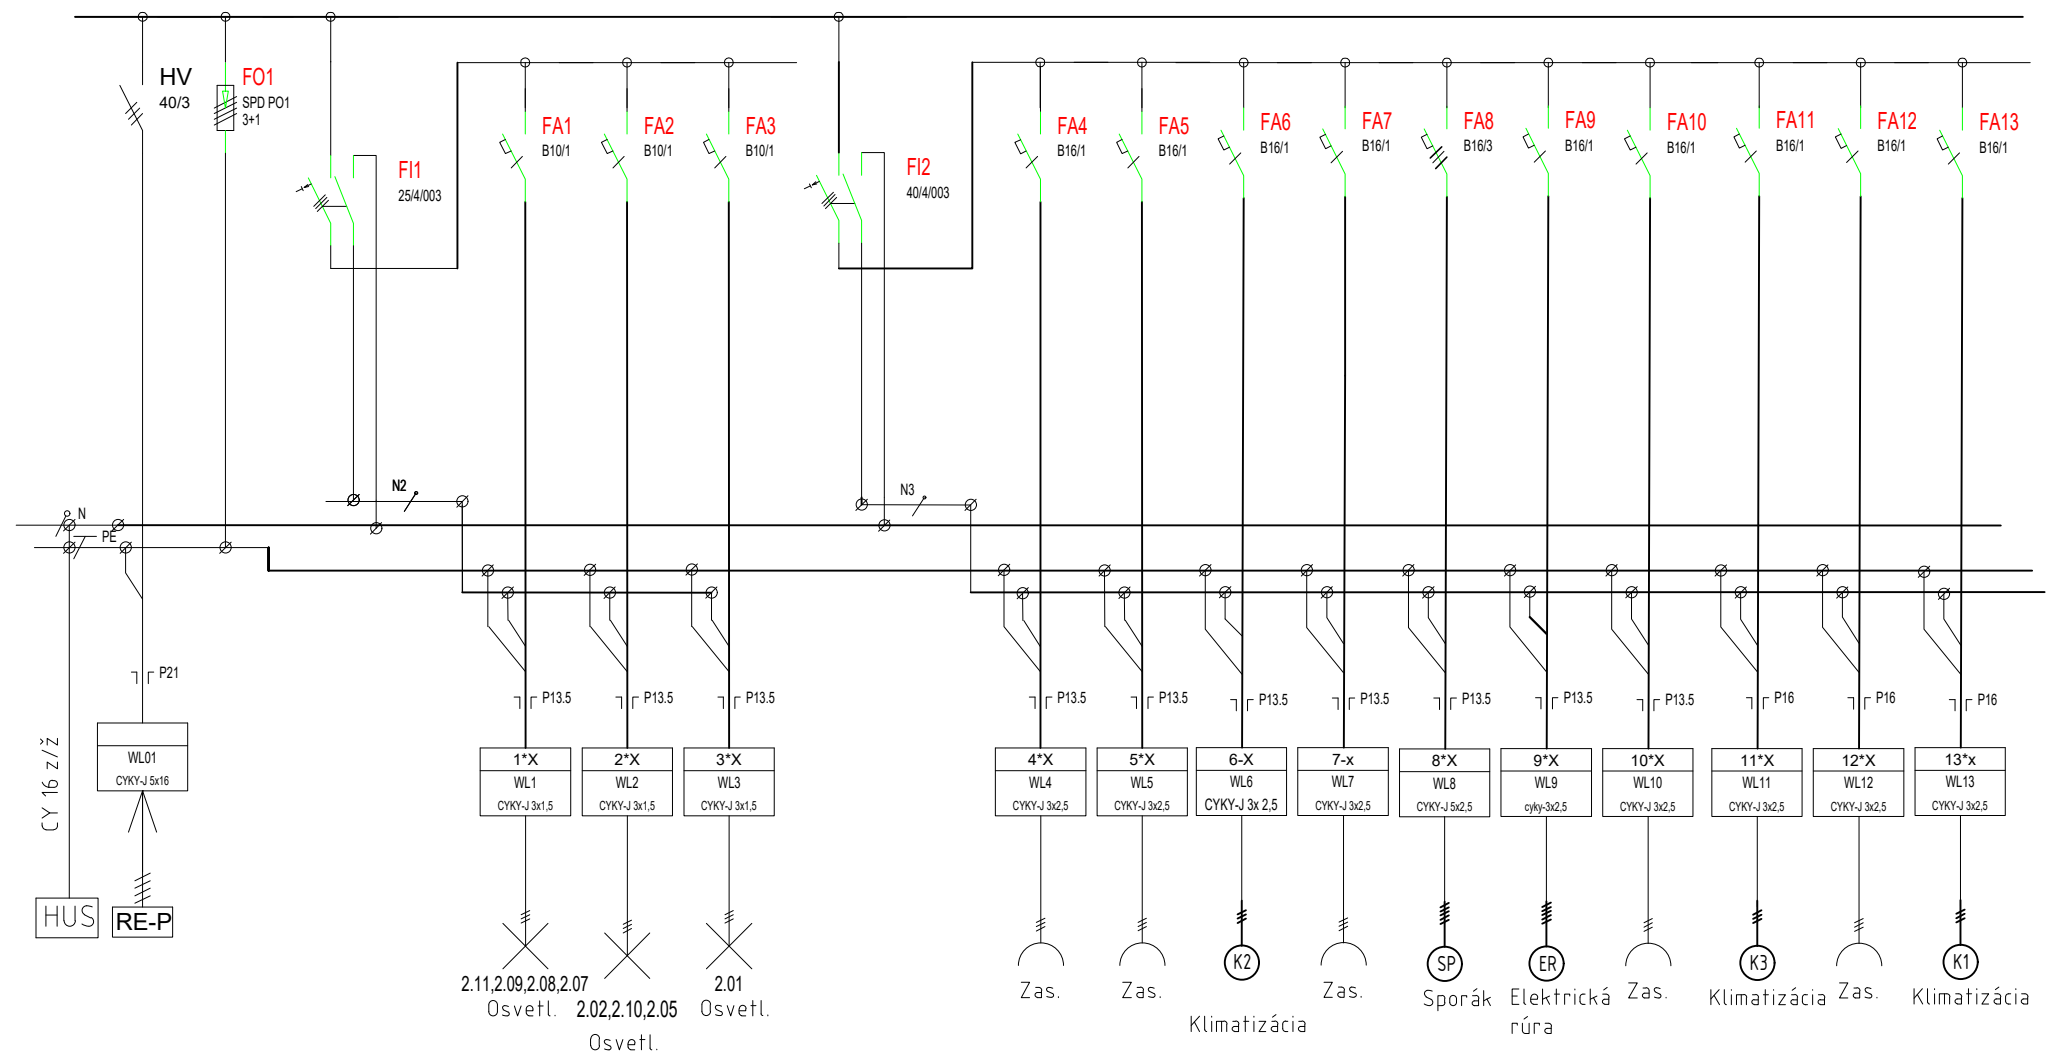 HV
40/3
FO1
SPD PO1
3+1
FI1
25/4/003
FA1
B10/1
FA2
B10/1
FA3
B10/1
FI2
40/4/003
FA4
B16/1
FA5
B16/1
FA6
B16/1
FA7
B16/1
FA8
B16/3
FA9
B16/1
FA10
B16/1
FA11
B16/1
FA12
B16/1
FA13
B16/1
N2
N3
N
PE
P21
P13.5
P13.5
P13.5
P13.5
P13.5
P13.5
P13.5
P13.5
P13.5
P13.5
P16
P16
P16
CY 16 z/ž
WL01
CYKY-J 5x16
HUS
RE-P
1*X
WL1
CYKY-J 3x1,5
2*X
WL2
CYKY-J 3x1,5
3*X
WL3
CYKY-J 3x1,5
4*X
WL4
CYKY-J 3x2,5
5*X
WL5
CYKY-J 3x2,5
6-X
WL6
CYKY-J 3x 2,5
7-x
WL7
CYKY-J 3x2,5
8*X
WL8
CYKY-J 5x2,5
9*X
WL9
cyky-3x2,5
10*X
WL10
CYKY-J 3x2,5
11*X
WL11
CYKY-J 3x2,5
12*X
WL12
CYKY-J 3x2,5
13*x
WL13
CYKY-J 3x2,5
2.11,2.09,2.08,2.07
Osvetl.
2.02,2.10,2.05
Osvetl.
2.01
Osvetl.
Zas.
Zas.
K2
Klimatizácia
Zas.
SP
Sporák
ER
Elektrická
rúra
Zas.
K3
Klimatizácia
Zas.
K1
Klimatizácia